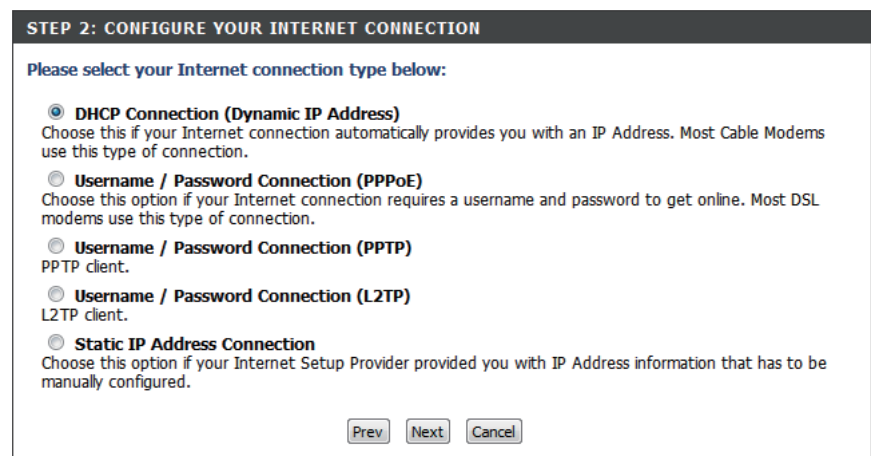 STEP 2: CONFIGURE YOUR INTERNET CONNECTION
Please select your Internet connection type below:
DHCP Connection (Dynamic IP Address)
Choose this if your Internet connection automatically provides you with an IP Address. Most Cable Modems
use this type of connection.
Username / Password Connection (PPPoE)
Choose this option if your Internet connection requires a username and password to get online. Most DSL
modems use this type of connection.
Username / Password Connection (PPTP)
PPTP client.
Username / Password Connection (L2TP)
L2TP client.
Static IP Address Connection
Choose this option if your Internet Setup Provider provided you with IP Address information that has to be
manually configured.
Prev Next Cancel